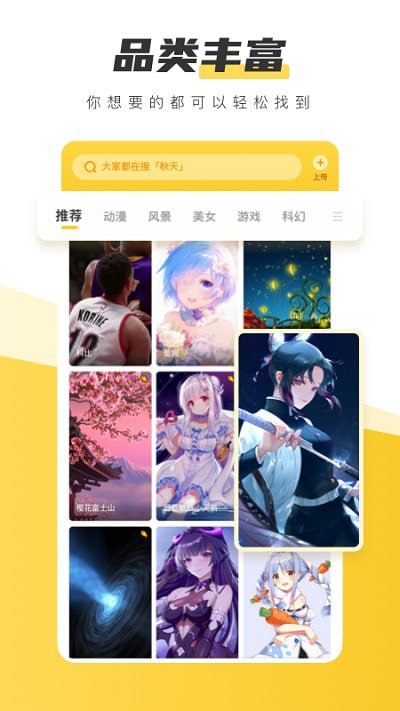 品类丰富
你想要的都可以轻松找到
大家都在搜「秋天」
上传
推荐 动漫 风景 美女 游戏 科幻
科比
蕾姆
樱花富士山